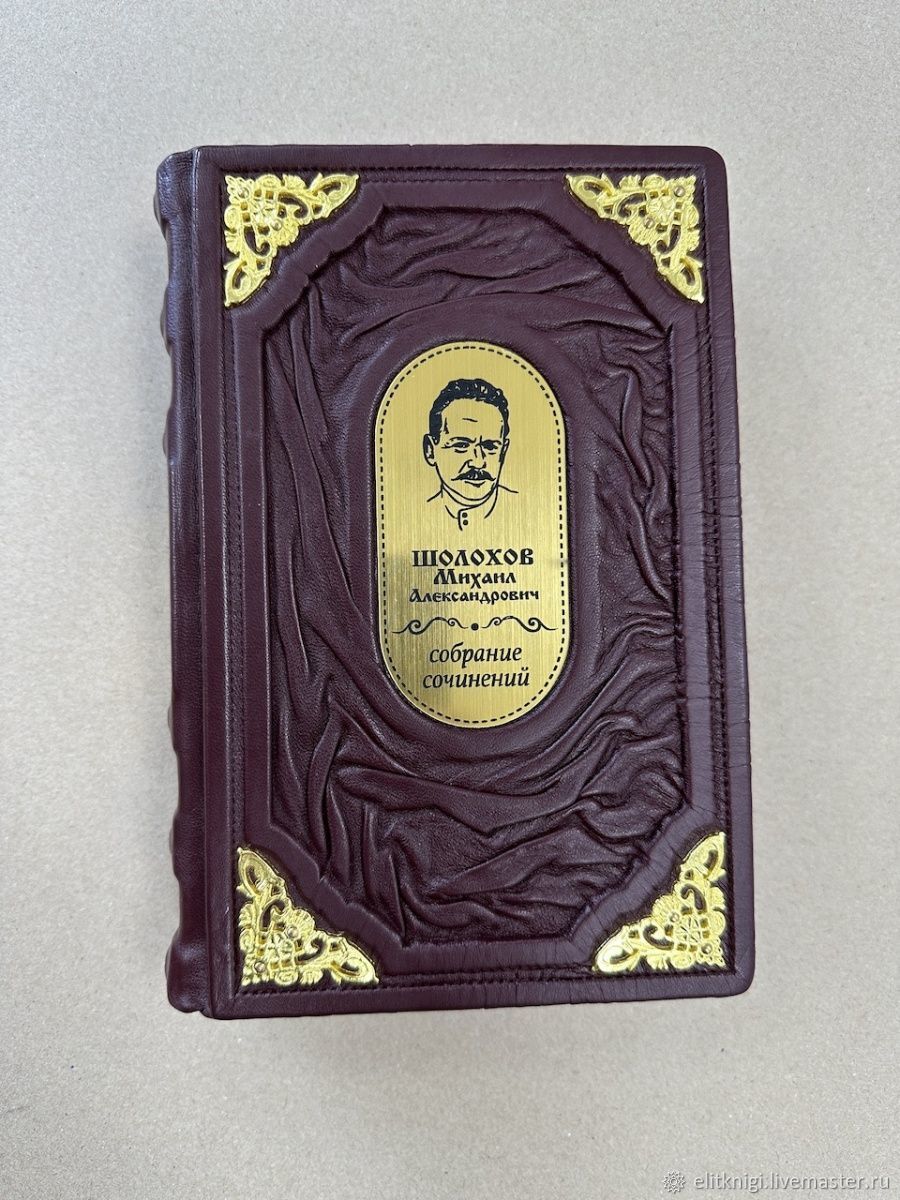 ШОЛОХОВ
Михаил
Александрович
собрание
сочинений
elitknigi.livemaster.ru